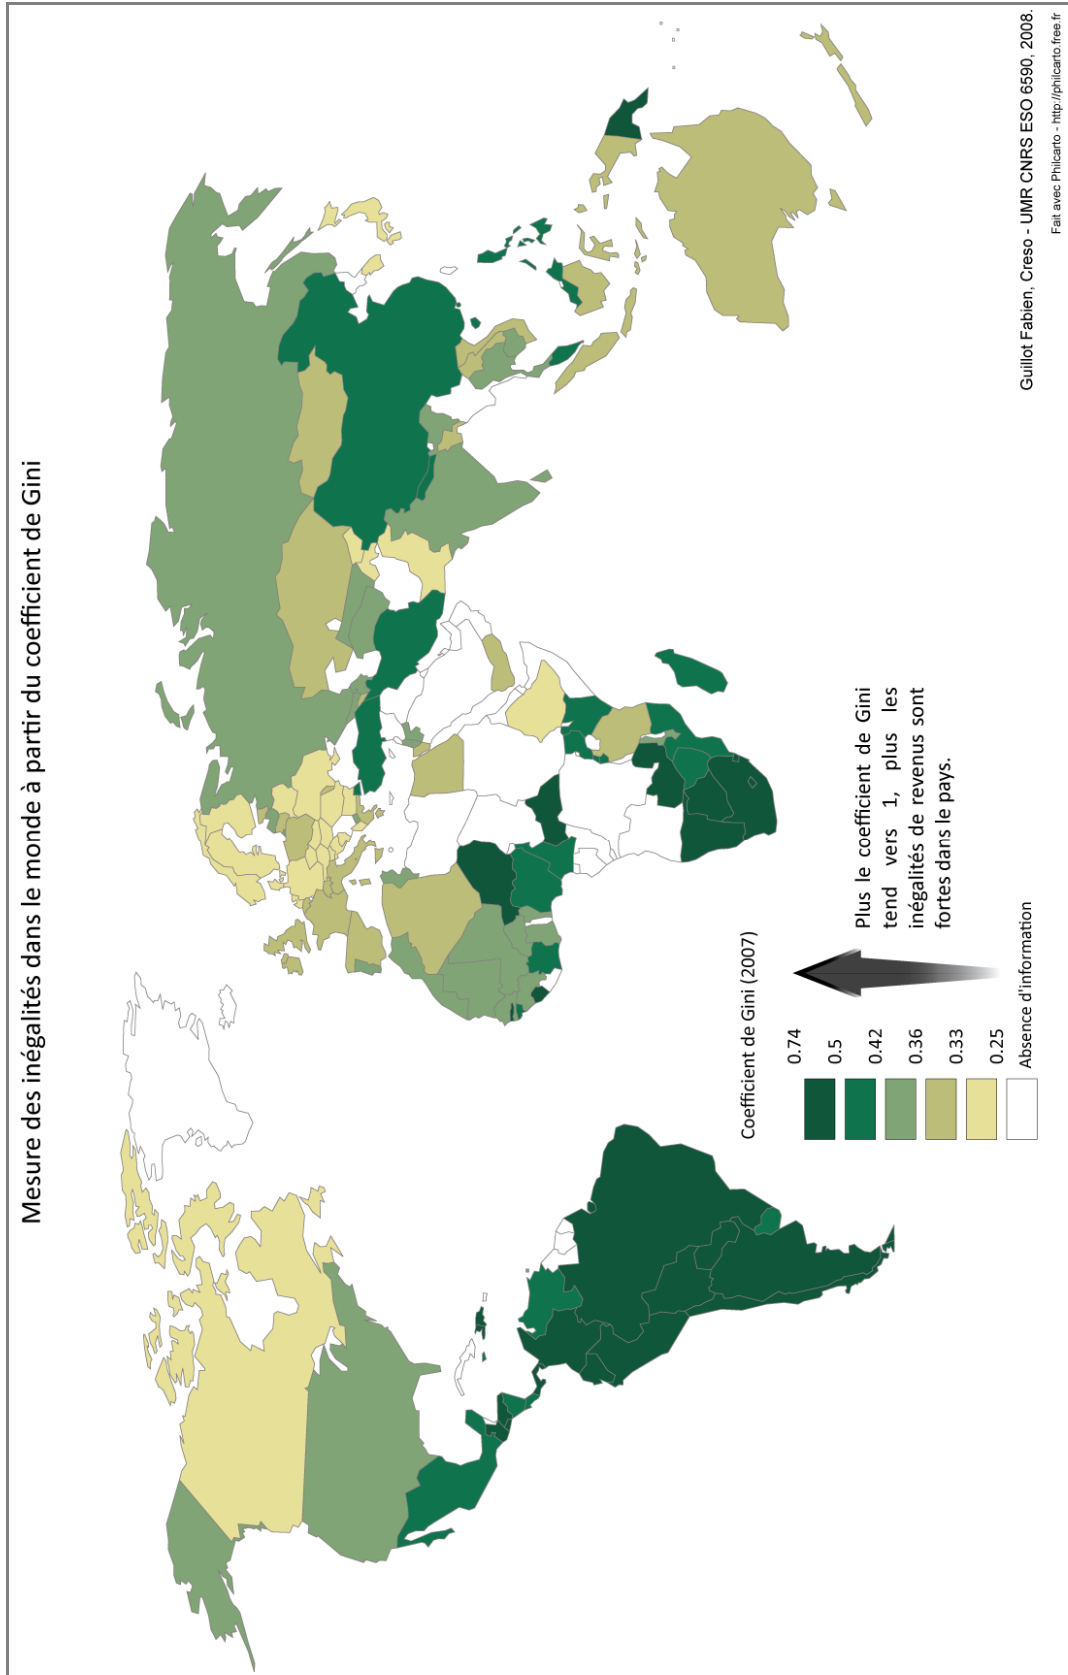 Mesure des inégalités dans le monde à partir du coefficient de Gini
Coefficient de Gini (2007)
0.74
0.5
0.42
0.36
0.33
0.25
Absence d'information
Plus le coefficient de Gini
tend vers 1, plus les
inégalités de revenus sont
fortes dans le pays.
Guillot Fabien, Creso - UMR CNRS ESO 6590, 2008.
Fait avec Philcarto - http://philcarto.free.fr